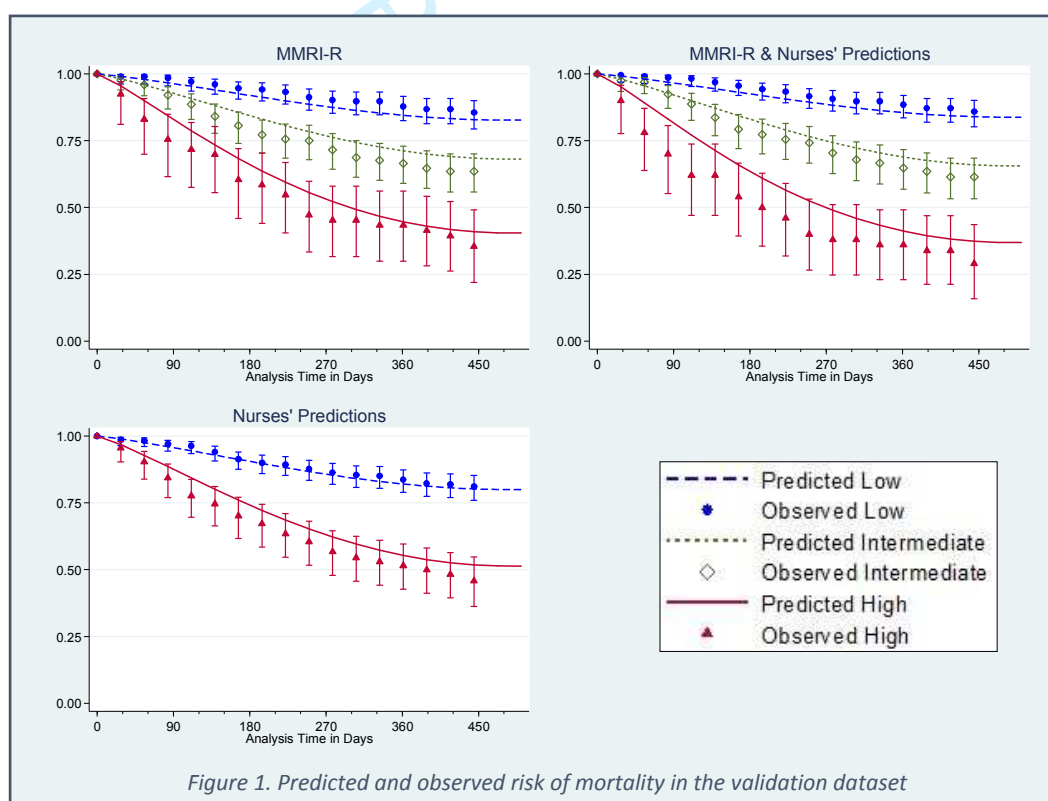 MMRI-R
1.00
0.75
0.50
0.25
0.00
0 90 180 270 360 450
Analysis Time in Days
MMRI-R & Nurses' Predictions
1.00
0.75
0.50
0.25
0.00
0 90 180 270 360 450
Analysis Time in Days
Nurses' Predictions
1.00
0.75
0.50
0.25
0.00
0 90 180 270 360 450
Analysis Time in Days
Predicted Low
Observed Low
Predicted Intermediate
Observed Intermediate
Predicted High
Observed High
Figure 1. Predicted and observed risk of mortality in the validation dataset